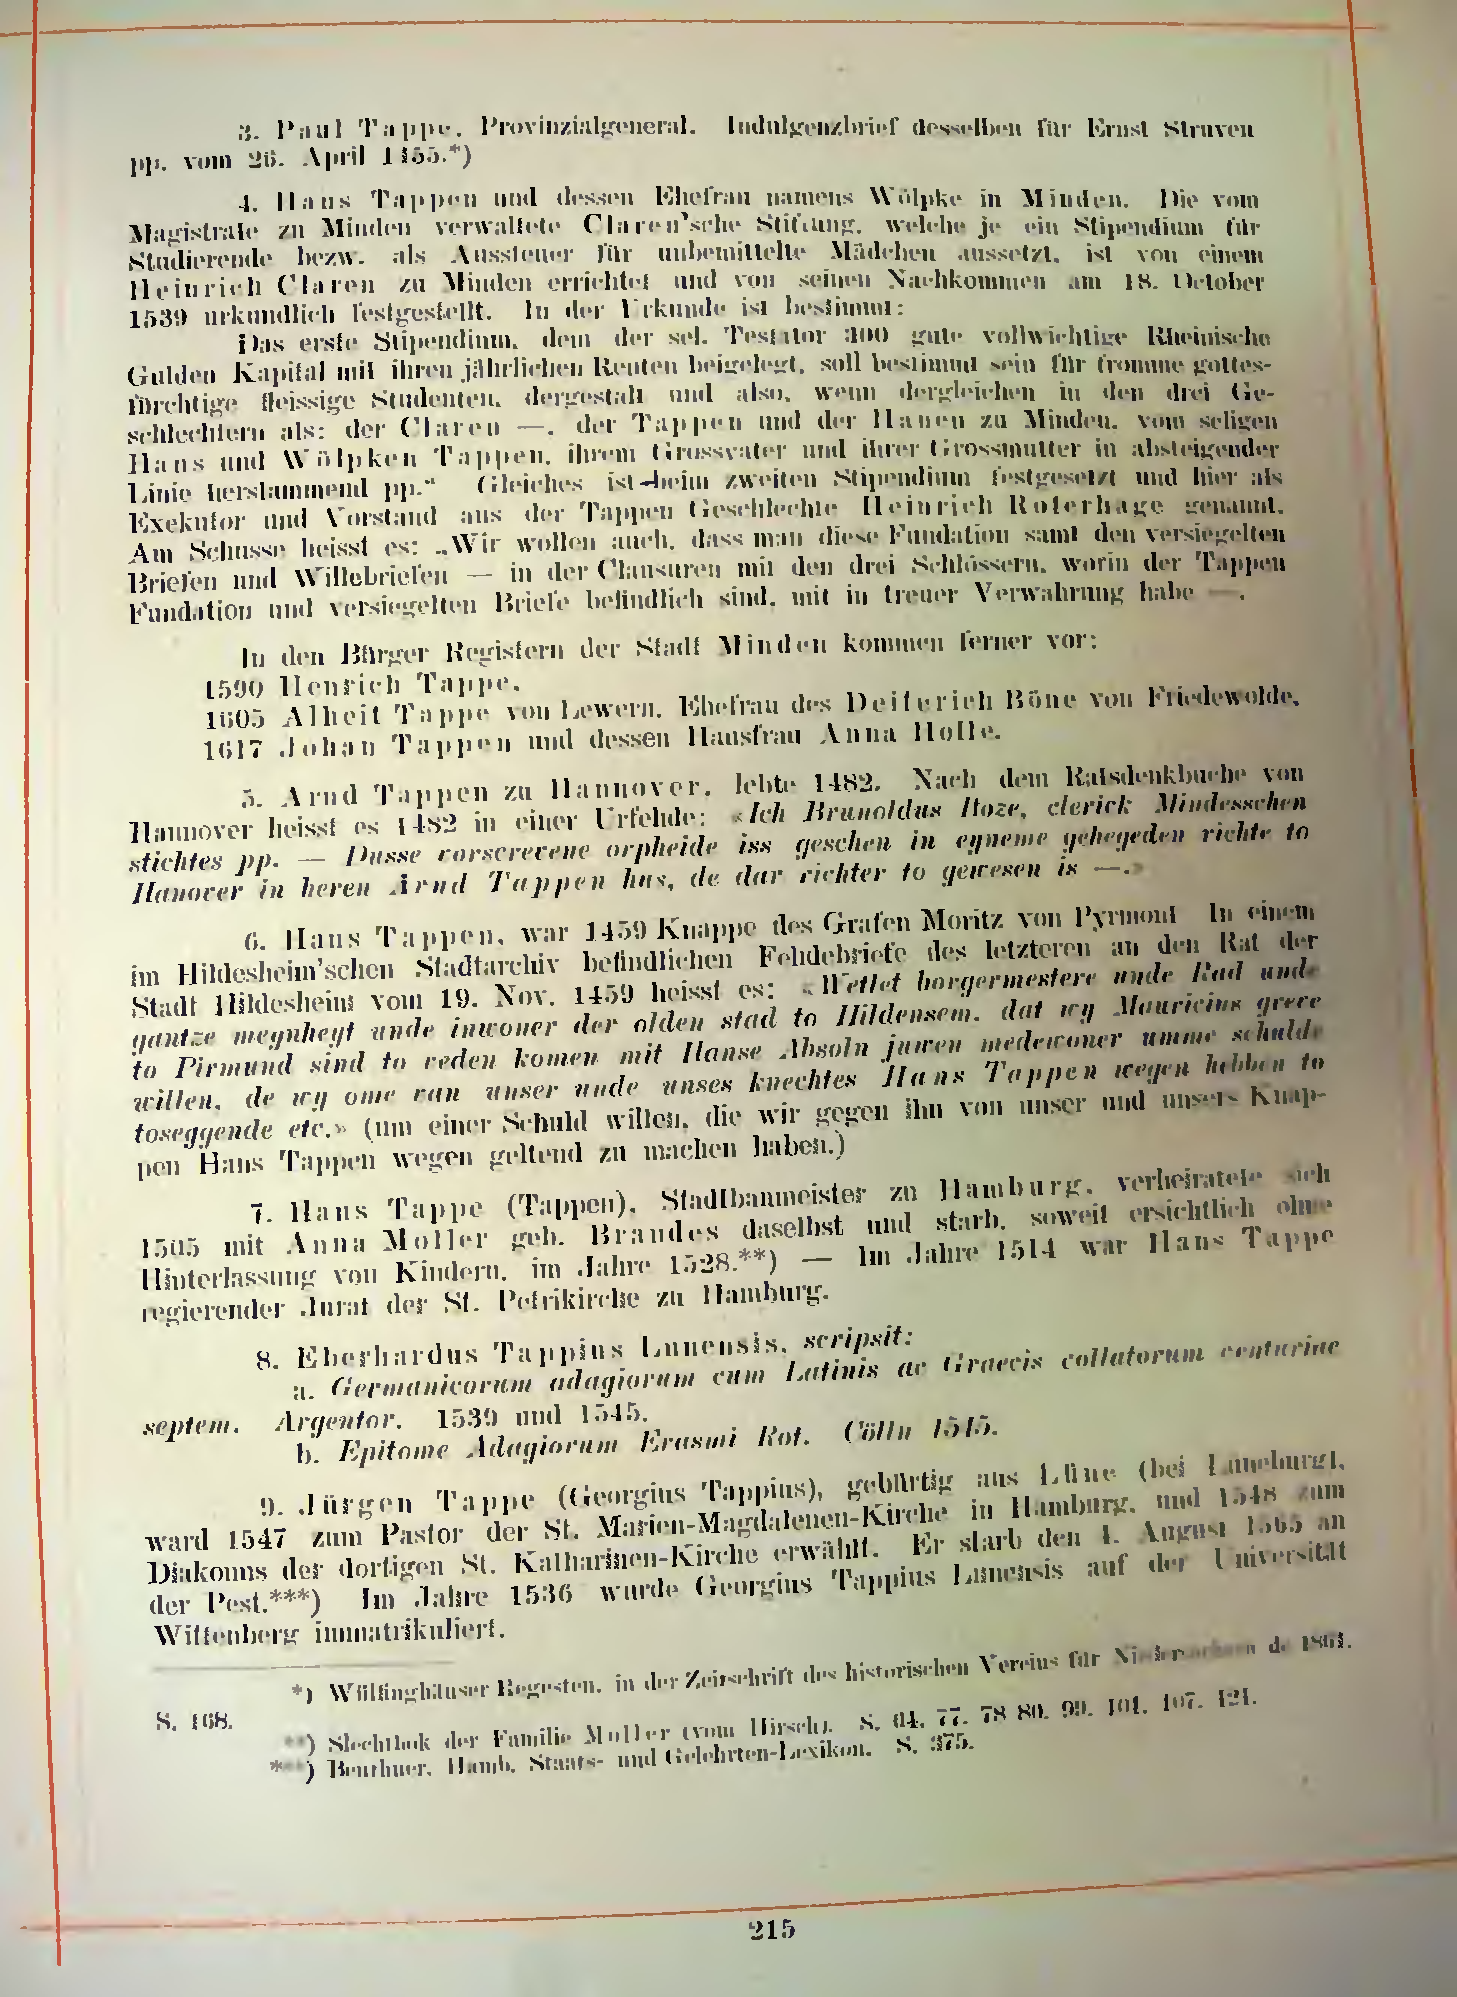 3. Paul Tappe, Provinzialgeneral. Indulgenzbrief desselben für Ernst Struven
pp. vom 26. April 1455.*)
4. Hans Tappen und dessen Ehefrau namens Wölpke in Minden. Die vom
Magistrate zu Minden verwaltete Claren'sche Stiftung, welche je ein Stipendium für
Studierende bezw. als Aussteuer für unbemittelte Mädchen aussetzt, ist von einem
Heinrich Claren zu Minden errichtet und von seinen Nachkommen am 18. October
1539 urkundlich festgestellt. In der Urkunde ist bestimmt:
Das erste Stipendium, dem der sel. Testator 300 gute vollwichtige Rheinische
Gulden Kapital mit ihren jährlichen Renten beigelegt, soll bestimmt sein für fromme gottes-
fürchtige fleissige Studenten, dergestalt und also, wenn dergleichen in den drei Ge-
schlechtern als: der Claren —, der Tappen und der Hanen zu Minden, vom seligen
Hans und Wölpken Tappen, ihrem Grossvater und ihrer Grossmutter in absteigender
Linie herstammend pp." Gleiches ist beim zweiten Stipendium festgesetzt und hier als
Exekutor und Vorstand aus der Tappen Geschlechte Heinrich Roterhage genannt.
Am Schusse heisst es: „Wir wollen auch, dass man diese Fundation samt den versiegelten
Briefen und Willebriefen — in der Clausuren mit den drei Schlössern, worin der Tappen
Fundation und versiegelten Briefe befindlich sind, mit in treuer Verwahrung habe —.
In den Bürger Registern der Stadt Minden kommen ferner vor:
1590 Henrich Tappe,
1605 Alheit Tappe von Lewern, Ehefrau des Deiterich Böne von Friedewolde,
1617 Johan Tappen und dessen Hausfrau Anna Holle.
5. Arnd Tappen zu Hannover, lebte 1482. Nach dem Ratsdenkbuche von
Hannover heisst es 1482 in einer Urfehde: «Ich Brunoldus Hoze, clerick Mindesschen
stichtes pp. — Dusse vorscrevene orpheide iss geschen in eyneme gehegeden richte to
Hanover in heren Arnd Tappen hus, de dar richter to gewesen is —.»
6. Hans Tappen, war 1459 Knappe des Grafen Moritz von Pyrmont In einem
im Hildesheim'schen Stadtarchiv befindlichen Fehdebriefe des letzteren an den Rat der
Stadt Hildesheim vom 19. Nov. 1459 heisst es: «Wettet borgermestere unde Rad unde
gantze meynheyt unde inwoner der olden stad to Hildensem, dat wy Mauricius greve
to Pirmund sind to reden komen mit Hanse Absoln juwen medewoner umme schulde
willen, de wy ome van unser unde unses knechtes Hans Tappen wegen hebben to
toseggende etc.» (um einer Schuld willen, die wir gegen ihn von unser und unsers Knap-
pen Hans Tappen wegen geltend zu machen haben.)
7. Hans Tappe (Tappen), Stadtbaumeister zu Hamburg, verheiratete sich
1505 mit Anna Moller geb. Brandes daselbst und starb, soweit ersichtlich ohne
Hinterlassung von Kindern, im Jahre 1528.**) — Im Jahre 1514 war Hans Tappe
regierender Jurat der St. Petrikirche zu Hamburg.
8. Eberhardus Tappius Lunensis, scripsit:
a. Germanicorum adagiorum cum Latinis ac Graecis collatorum centuriae
septem. Argentor. 1539 und 1545.
b. Epitome Adagiorum Erasmi Rot. Cölln 1545.
9. Jürgen Tappe (Georgius Tappius), gebürtig aus Lüne (bei Lüneburg),
ward 1547 zum Pastor der St. Marien-Magdalenen-Kirche in Hamburg, und 1548 zum
Diakonus der dortigen St. Katharinen-Kirche erwählt. Er starb den 4. August 1565 an
der Pest.***) Im Jahre 1536 wurde Georgius Tappius Lunensis auf der Universität
Wittenberg immatrikuliert.
*) Wülfinghäuser Regesten, in der Zeitschrift des historischen Vereins für Niedersachsen de 1861.
S. 168.
**) Slechtbok der Familie Moller (vom Hirsch). S. 64. 77. 78 80. 99. 101. 107. 121.
***) Beuthner, Hamb. Staats- und Gelehrten-Lexikon. S. 375.
215